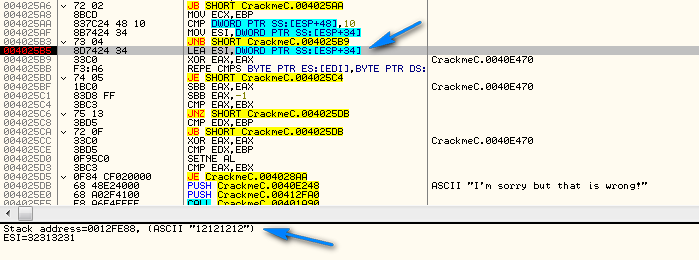 004025A6 72 02 JB SHORT CrackmeC.004025AA
004025A8 8BCD MOV ECX,EBP
004025AA 837C24 48 10 CMP DWORD PTR SS:[ESP+48],10
004025AF 8B7424 34 MOV ESI,DWORD PTR SS:[ESP+34]
004025B3 73 04 JNB SHORT CrackmeC.004025B9
004025B5 8D7424 34 LEA ESI,DWORD PTR SS:[ESP+34]
004025B9 33C0 XOR EAX,EAX CrackmeC.0040E470
004025BB F3:A6 REPE CMPS BYTE PTR ES:[EDI],BYTE PTR DS:
004025BD 74 05 JE SHORT CrackmeC.004025C4
004025BF 1BC0 SBB EAX,EAX CrackmeC.0040E470
004025C1 83D8 FF SBB EAX,-1
004025C4 3BC3 CMP EAX,EBX
004025C6 75 13 JNZ SHORT CrackmeC.004025DB
004025C8 3BD5 CMP EDX,EBP
004025CA 72 0F JB SHORT CrackmeC.004025DB
004025CC 33C0 XOR EAX,EAX CrackmeC.0040E470
004025CE 3BD5 CMP EDX,EBP
004025D0 0F95C0 SETNE AL
004025D3 3BC3 CMP EAX,EBX
004025D5 0F84 CF020000 JE CrackmeC.004028AA
004025DB 68 48E24000 PUSH CrackmeC.0040E248 ASCII "I'm sorry but that is wrong!"
004025E0 68 A02F4100 PUSH CrackmeC.00412FA0
CALL CrackmeC.00401A90
Stack address=0012FE88, (ASCII "12121212")
ESI=32313231